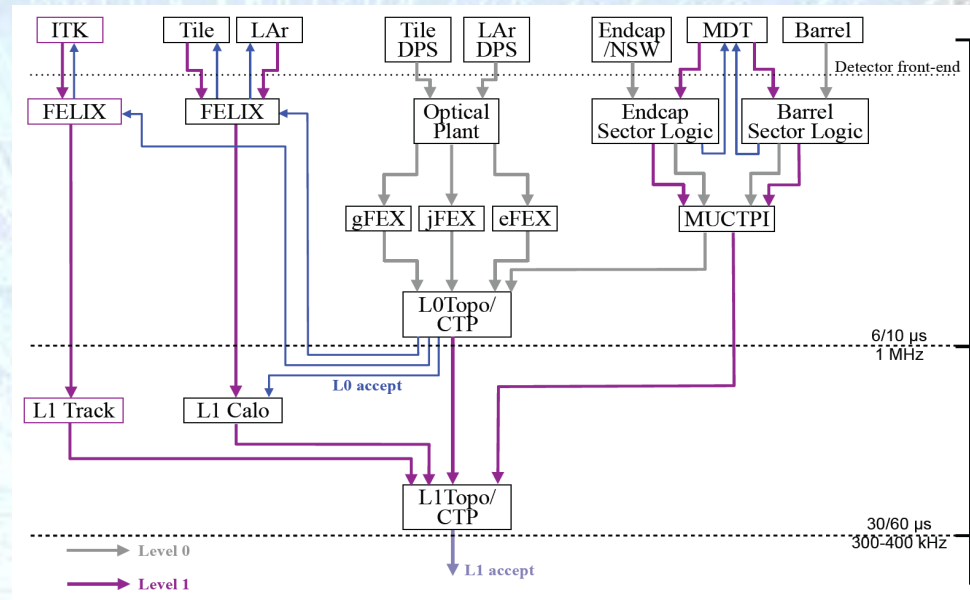 ITK
Tile
LAr
Tile
DPS
LAr
DPS
Endcap
/NSW
MDT
Barrel
Detector front-end
FELIX
FELIX
Optical
Plant
Endcap
Sector Logic
Barrel
Sector Logic
gFEX
jFEX
eFEX
MUCTPI
L0Topo/
CTP
6/10 µs
1 MHz
L0 accept
L1 Track
L1 Calo
L1Topo/
CTP
30/60 µs
300-400 kHz
Level 0
L1 accept
Level 1